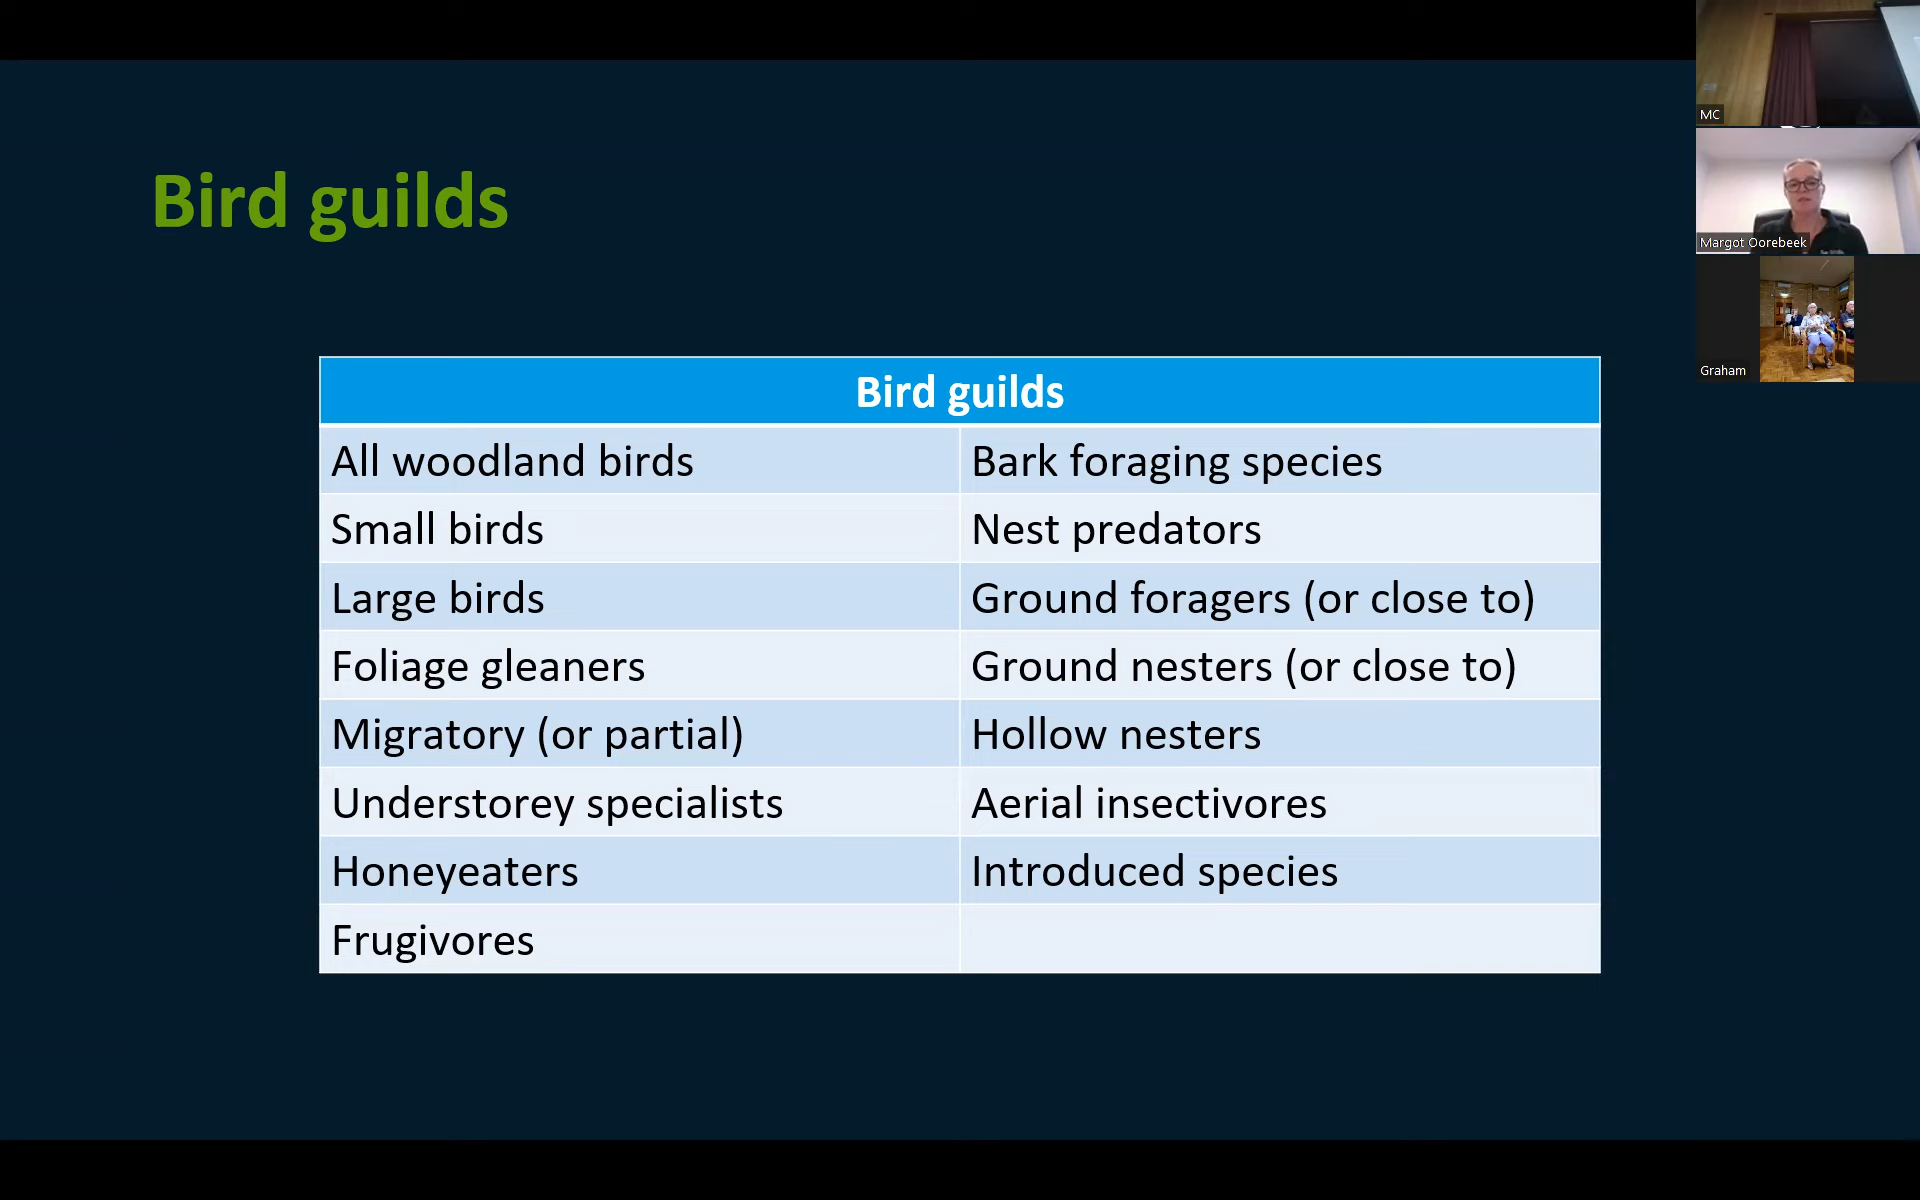 Bird guilds
Bird guilds
All woodland birds
Bark foraging species
Small birds
Nest predators
Large birds
Ground foragers (or close to)
Foliage gleaners
Ground nesters (or close to)
Migratory (or partial)
Hollow nesters
Understorey specialists
Aerial insectivores
Honeyeaters
Introduced species
Frugivores
MC
Margot Oorebeek
Graham